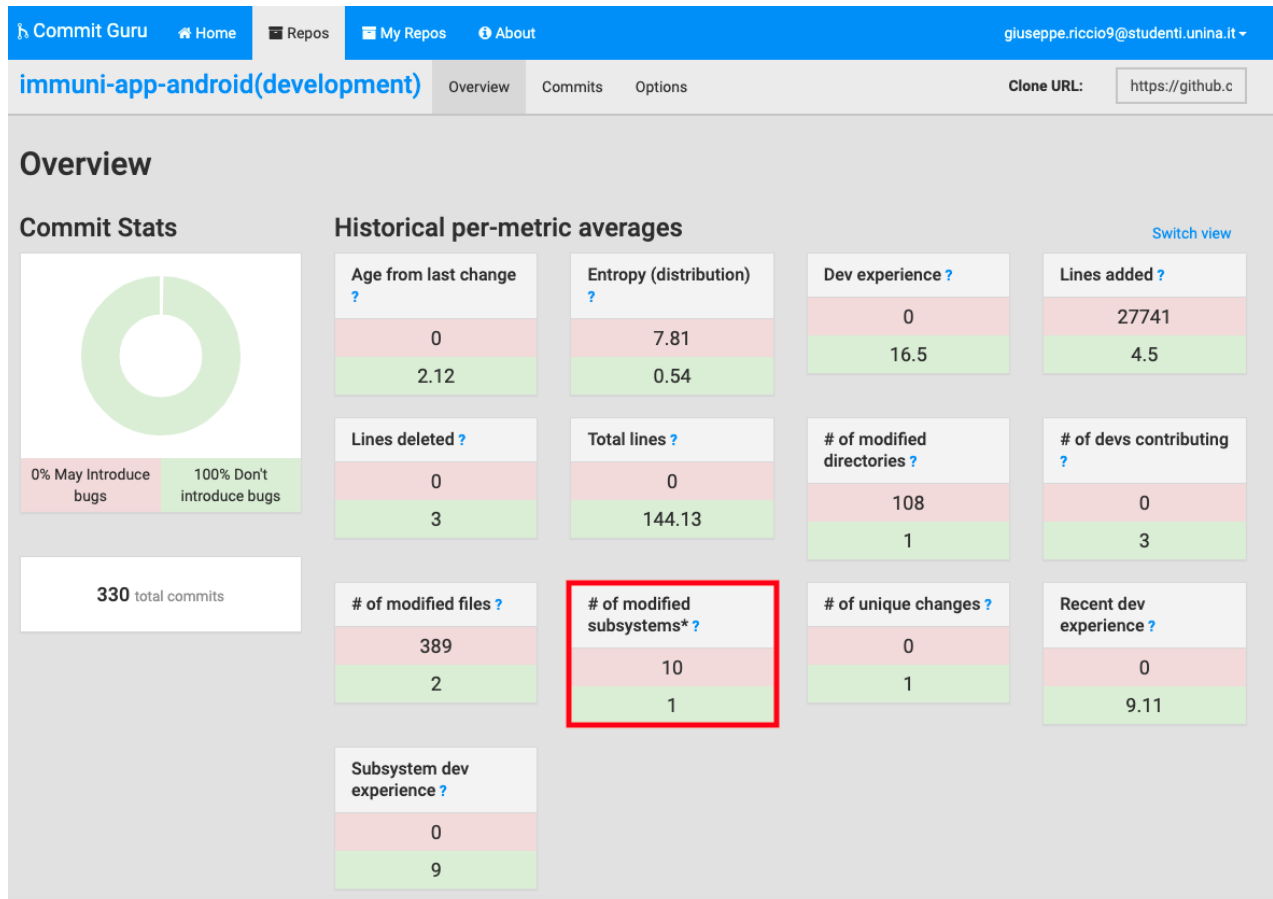 Commit Guru Home Repos My Repos About giuseppe.riccio9@studenti.unina.it
immuni-app-android(development) Overview Commits Options Clone URL: https://github.c
Overview
Commit Stats
0% May Introduce
bugs
100% Don't
introduce bugs
330 total commits
Historical per-metric averages
Switch view
Age from last change
?
0
2.12
Entropy (distribution)
?
7.81
0.54
Dev experience ?
0
16.5
Lines added ?
27741
4.5
Lines deleted ?
0
3
Total lines ?
0
144.13
# of modified
directories ?
108
1
# of devs contributing
?
0
3
# of modified files ?
389
2
# of modified
subsystems* ?
10
1
# of unique changes ?
0
1
Recent dev
experience ?
0
9.11
Subsystem dev
experience ?
0
9